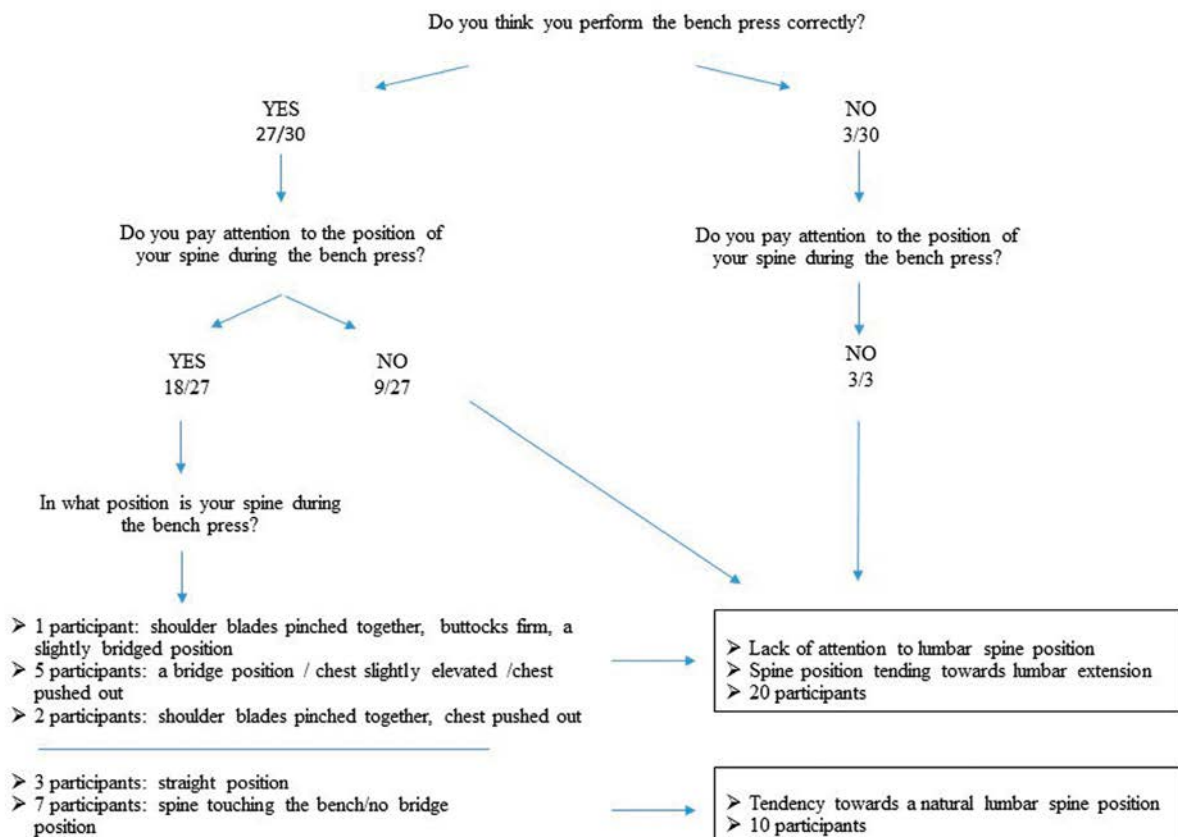 Do you think you perform the bench press correctly?
YES
27/30
NO
3/30
Do you pay attention to the position of
your spine during the bench press?
Do you pay attention to the position of
your spine during the bench press?
YES
18/27
NO
9/27
NO
3/3
In what position is your spine during
the bench press?
➤ 1 participant: shoulder blades pinched together, buttocks firm, a
slightly bridged position
➤ 5 participants: a bridge position / chest slightly elevated /chest
pushed out
➤ 2 participants: shoulder blades pinched together, chest pushed out
➤ Lack of attention to lumbar spine position
➤ Spine position tending towards lumbar extension
➤ 20 participants
➤ 3 participants: straight position
➤ 7 participants: spine touching the bench/no bridge
position
➤ Tendency towards a natural lumbar spine position
➤ 10 participants